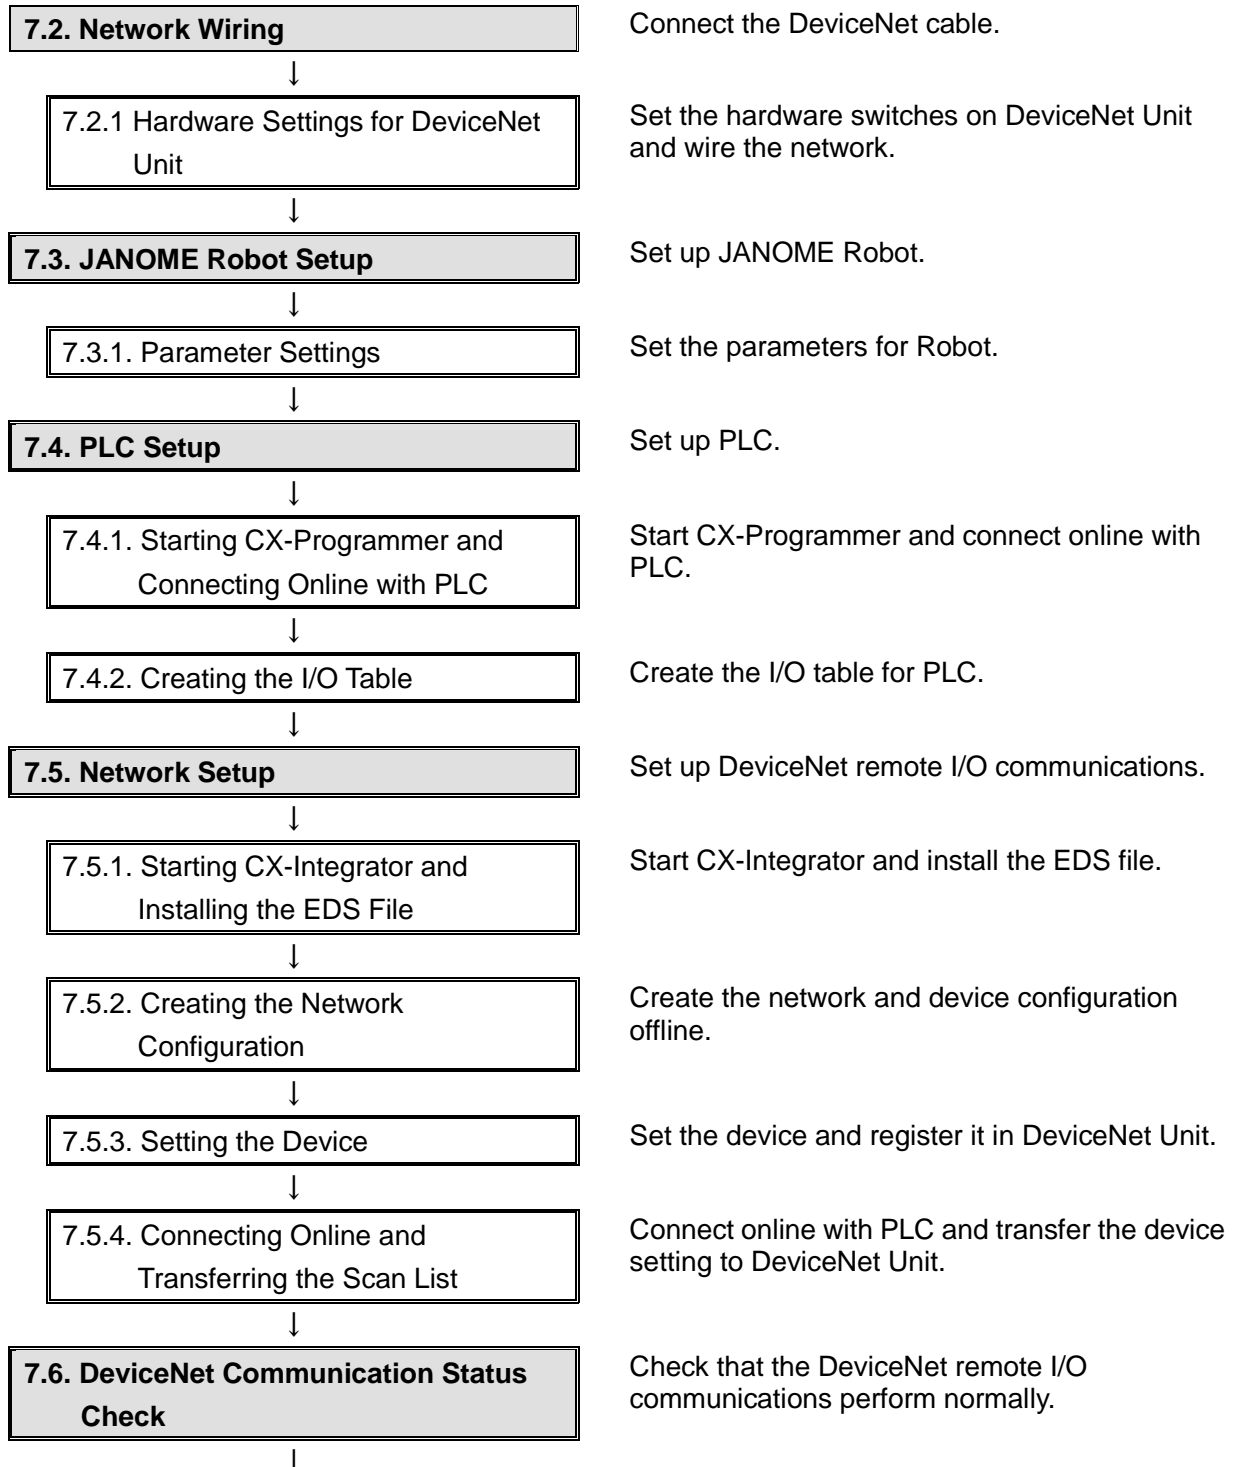 7.2. Network Wiring
Connect the DeviceNet cable.
↓
7.2.1 Hardware Settings for DeviceNet
Unit
Set the hardware switches on DeviceNet Unit
and wire the network.
↓
7.3. JANOME Robot Setup
Set up JANOME Robot.
↓
7.3.1. Parameter Settings
Set the parameters for Robot.
↓
7.4. PLC Setup
Set up PLC.
↓
7.4.1. Starting CX-Programmer and
Connecting Online with PLC
Start CX-Programmer and connect online with
PLC.
↓
7.4.2. Creating the I/O Table
Create the I/O table for PLC.
↓
7.5. Network Setup
Set up DeviceNet remote I/O communications.
↓
7.5.1. Starting CX-Integrator and
Installing the EDS File
Start CX-Integrator and install the EDS file.
↓
7.5.2. Creating the Network
Configuration
Create the network and device configuration
offline.
↓
7.5.3. Setting the Device
Set the device and register it in DeviceNet Unit.
↓
7.5.4. Connecting Online and
Transferring the Scan List
Connect online with PLC and transfer the device
setting to DeviceNet Unit.
↓
7.6. DeviceNet Communication Status
Check
Check that the DeviceNet remote I/O
communications perform normally.